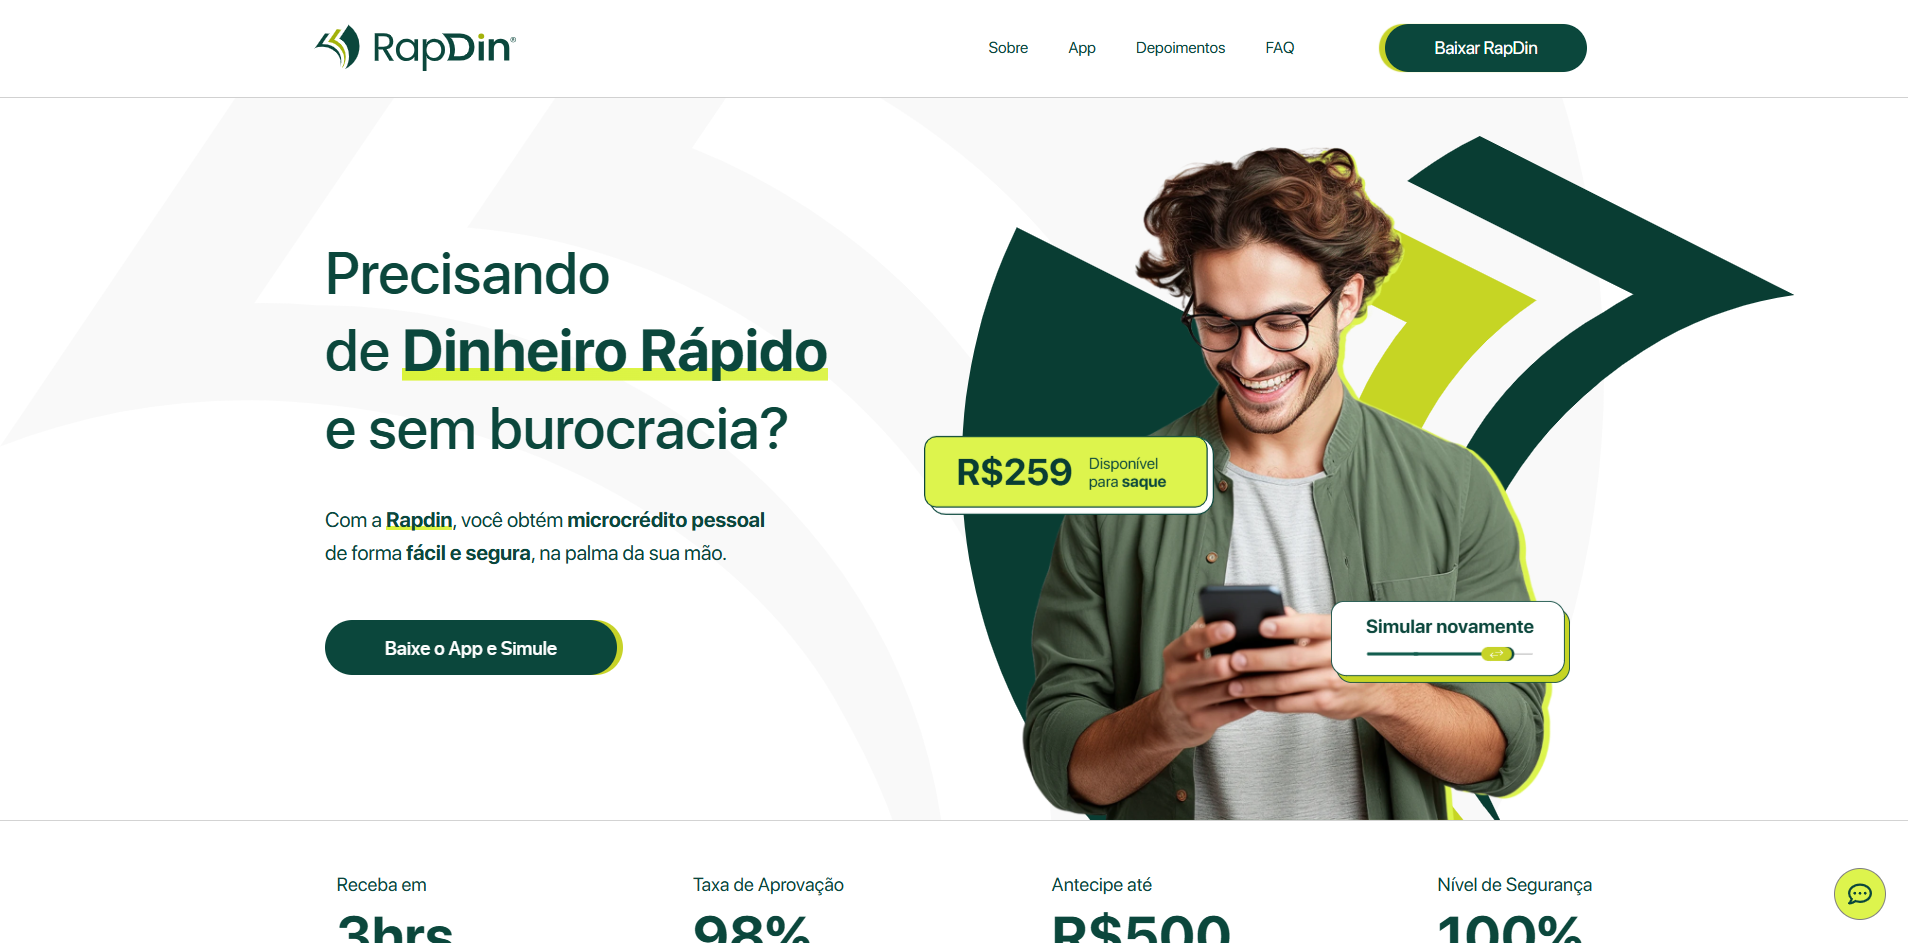 RapDin®
Sobre
App
Depoimentos
FAQ
Baixar RapDin
Precisando
de Dinheiro Rápido
e sem burocracia?
Com a Rapdin, você obtém microcrédito pessoal
de forma fácil e segura, na palma da sua mão.
Baixe o App e Simule
R$259
Disponível
para saque
Simular novamente
Receba em
3hrs
Taxa de Aprovação
98%
Antecipe até
R$500
Nível de Segurança
100%